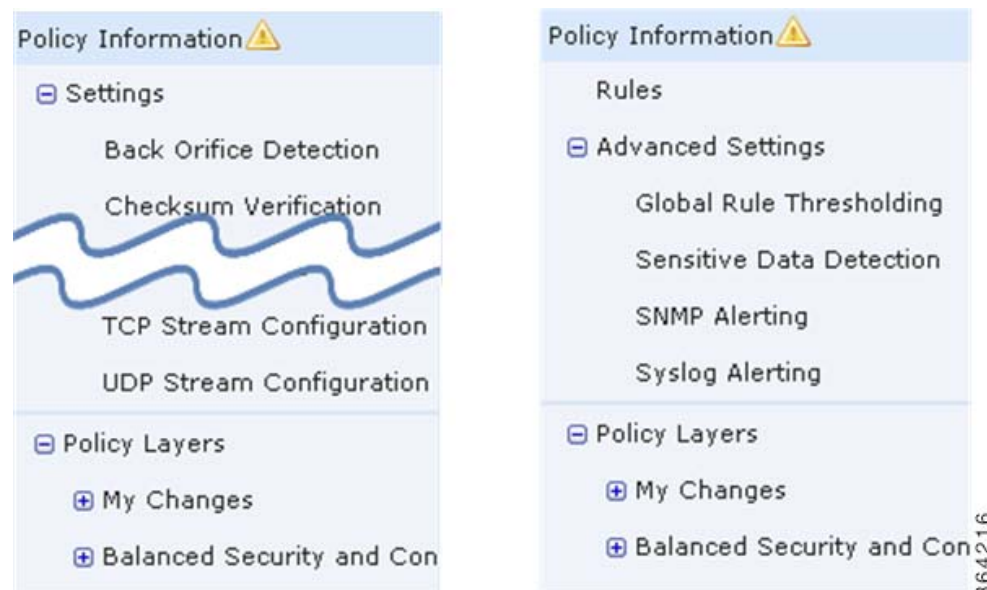 Policy Information
Settings
Back Orifice Detection
Checksum Verification
TCP Stream Configuration
UDP Stream Configuration
Policy Layers
My Changes
Balanced Security and Con
Policy Information
Rules
Advanced Settings
Global Rule Thresholding
Sensitive Data Detection
SNMP Alerting
Syslog Alerting
Policy Layers
My Changes
Balanced Security and Con
364216